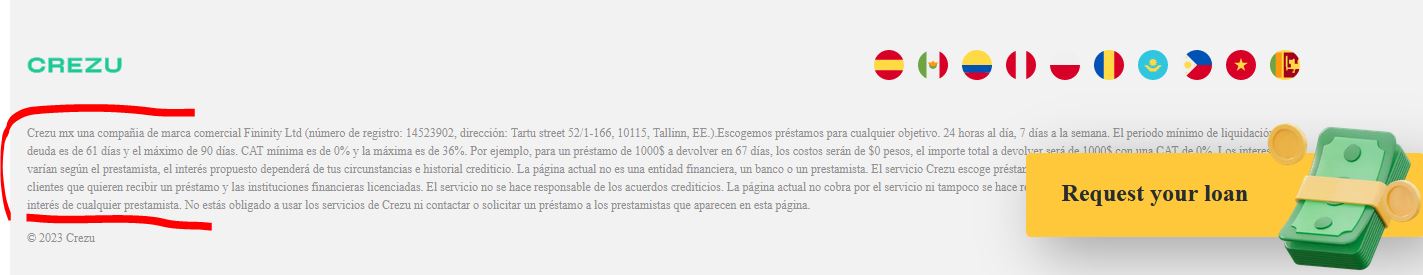 CREZU
Crezu mx una compañia de marca comercial Fininity Ltd (número de registro: 14523902, dirección: Tartu street 52/1-166, 10115, Tallinn, EE.).Escogemos préstamos para cualquier objetivo. 24 horas al día, 7 días a la semana. El periodo mínimo de liquidación
deuda es de 61 días y el máximo de 90 días. CAT mínima es de 0% y la máxima es de 36%. Por ejemplo, para un préstamo de 1000$ a devolver en 67 días, los costos serán de $0 pesos, el importe total a devolver será de 1000$ con una CAT de 0%. Los interes
varían según el prestamista, el interés propuesto dependerá de tus circunstancias e historial crediticio. La página actual no es una entidad financiera, un banco o un prestamista. El servicio Crezu escoge préstam
clientes que quieren recibir un préstamo y las instituciones financieras licenciadas. El servicio no se hace responsable de los acuerdos crediticios. La página actual no cobra por el servicio ni tampoco se hace re
interés de cualquier prestamista. No estás obligado a usar los servicios de Crezu ni contactar o solicitar un préstamo a los prestamistas que aparecen en esta página.
Request your loan
© 2023 Crezu